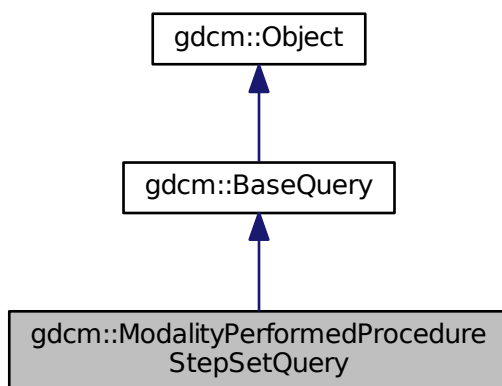 gdcm::Object
gdcm::BaseQuery
gdcm::ModalityPerformedProcedure
StepSetQuery